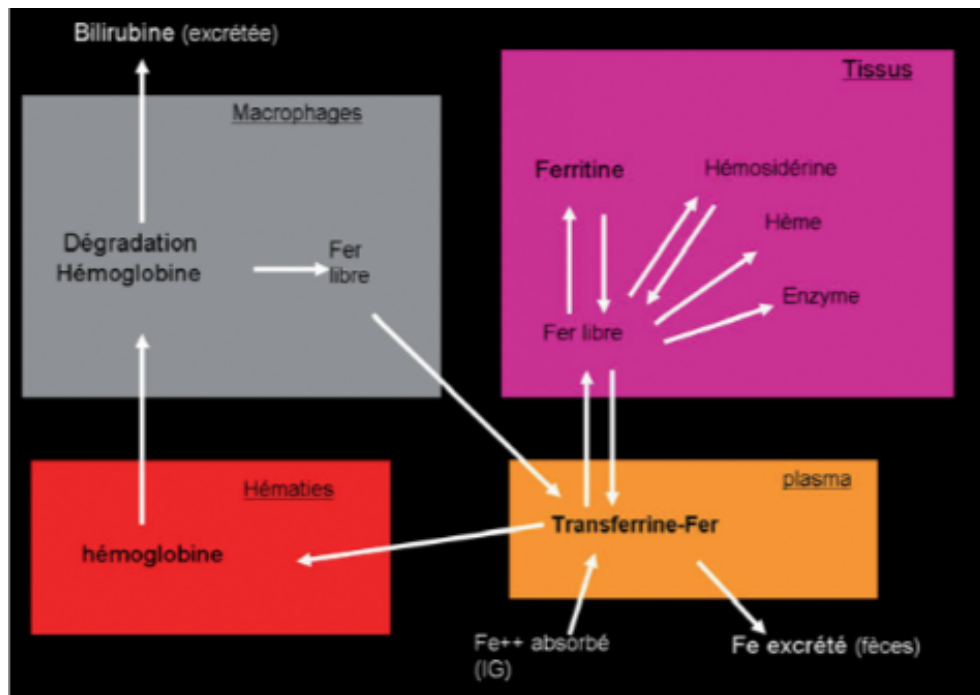 Bilirubine (excrétée)
Macrophages
Dégradation
Hémoglobine
Fer
libre
Tissus
Ferritine
Hémosidérine
Hème
Enzyme
Fer libre
Hématies
hémoglobine
plasma
Transferrine-Fer
Fe++ absorbé
(IG)
Fe excrété (fèces)